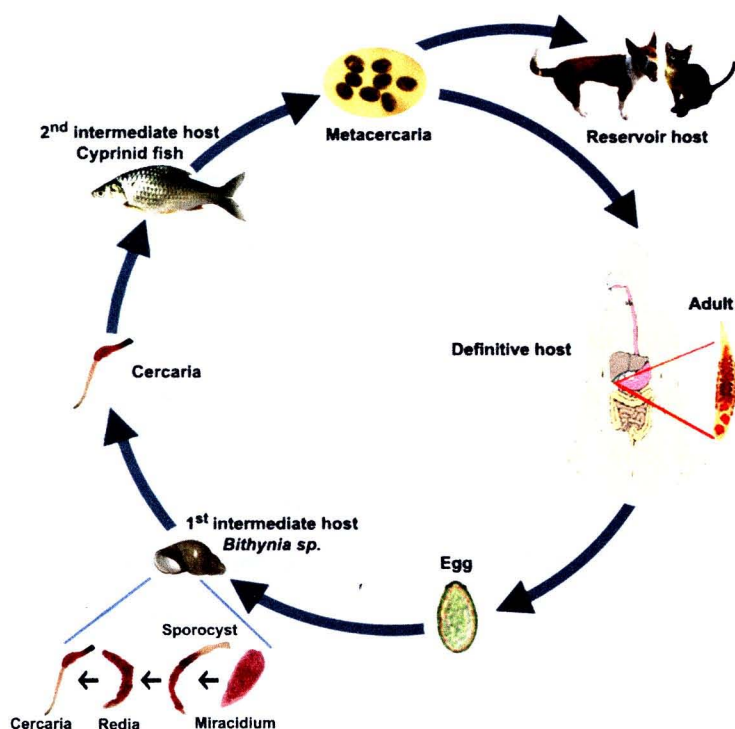 Metacercaria
Reservoir host
2nd intermediate host
Cyprinid fish
Adult
Definitive host
Cercaria
1st intermediate host
Bithynia sp.
Egg
Sporocyst
Cercaria
Redia
Miracidium